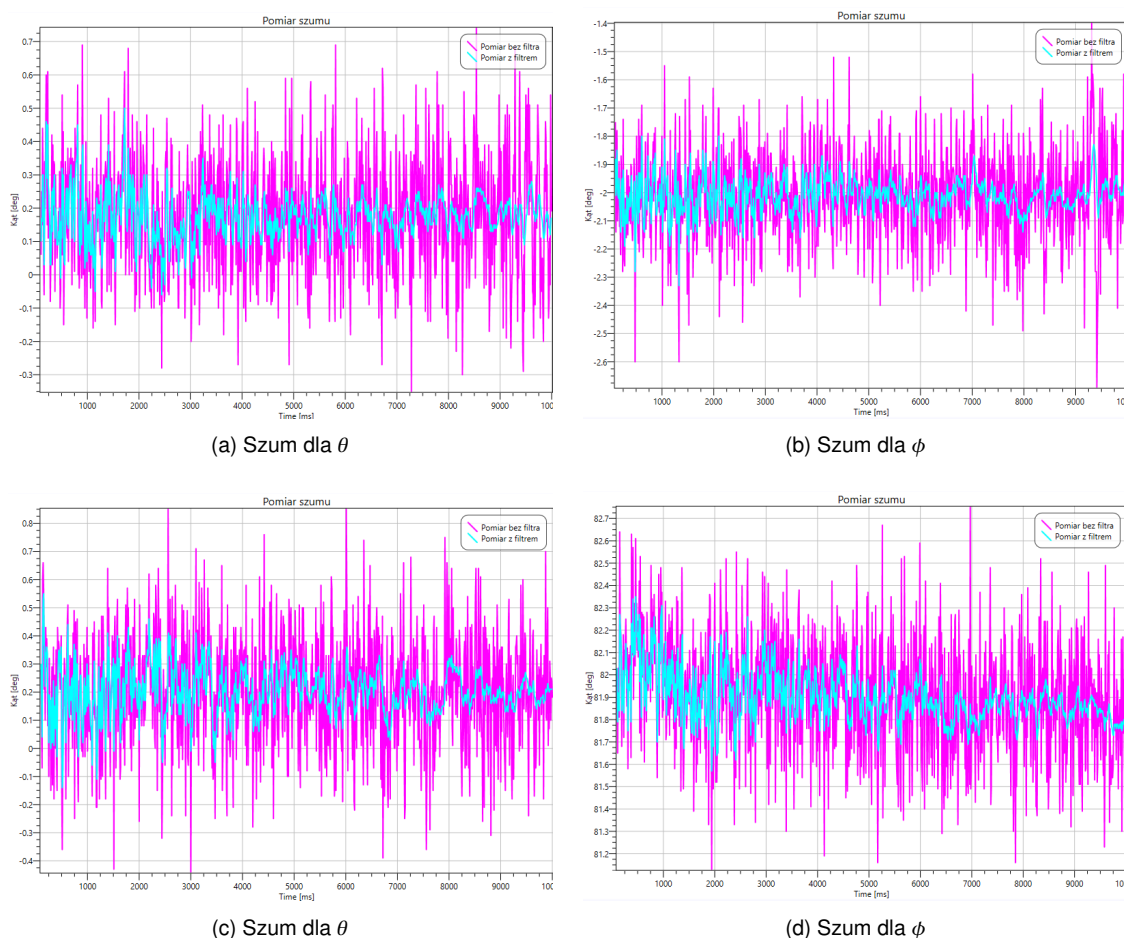 Pomiar szumu
Pomiar bez filtra
Pomiar z filtrem
Kąt [deg]
0.7
0.6
0.5
0.4
0.3
0.2
0.1
0
-0.1
-0.2
-0.3
1000 2000 3000 4000 5000 6000 7000 8000 9000 1000
Time [ms]
(a) Szum dla θ
Pomiar szumu
Pomiar bez filtra
Pomiar z filtrem
Kąt [deg]
-1.4
-1.5
-1.6
-1.7
-1.8
-1.9
-2
-2.1
-2.2
-2.3
-2.4
-2.5
-2.6
1000 2000 3000 4000 5000 6000 7000 8000 9000 1000
Time [ms]
(b) Szum dla ϕ
Pomiar szumu
Pomiar bez filtra
Pomiar z filtrem
Kąt [deg]
0.8
0.7
0.6
0.5
0.4
0.3
0.2
0.1
0
-0.1
-0.2
-0.3
-0.4
1000 2000 3000 4000 5000 6000 7000 8000 9000 1000
Time [ms]
(c) Szum dla θ
Pomiar szumu
Pomiar bez filtra
Pomiar z filtrem
Kąt [deg]
82.7
82.6
82.5
82.4
82.3
82.2
82.1
82
81.9
81.8
81.7
81.6
81.5
81.4
81.3
81.2
1000 2000 3000 4000 5000 6000 7000 8000 9000 1000
Time [ms]
(d) Szum dla ϕ